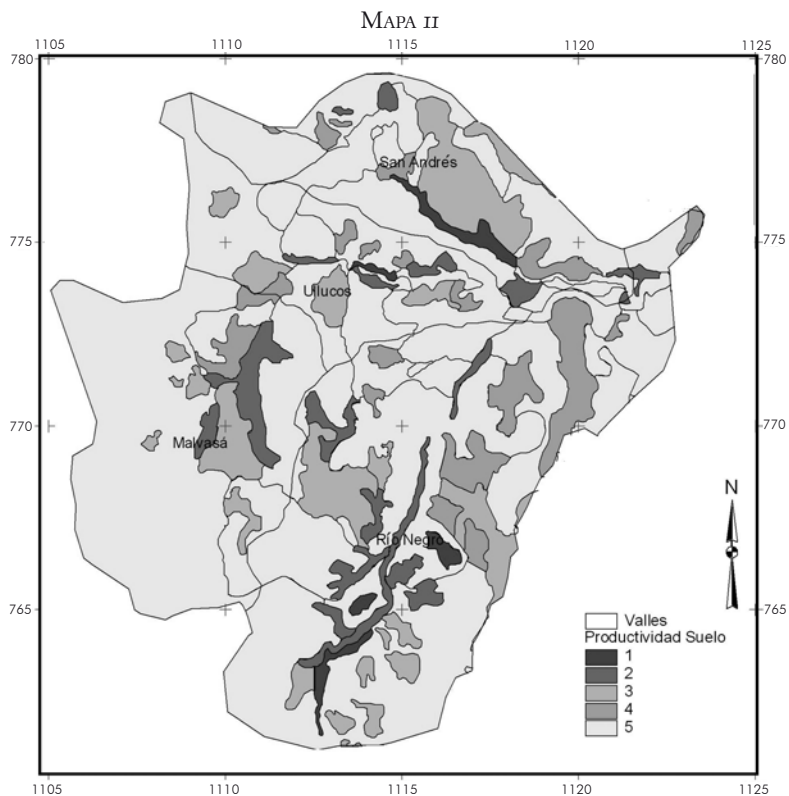 MAPA II
1105 1110 1115 1120 1125
780 780
San Andrés
775 775
Ullucos
770 770
Malvasá
N
Río Negro
765 765
Valles
Productividad Suelo
1
2
3
4
5
1105 1110 1115 1120 1125